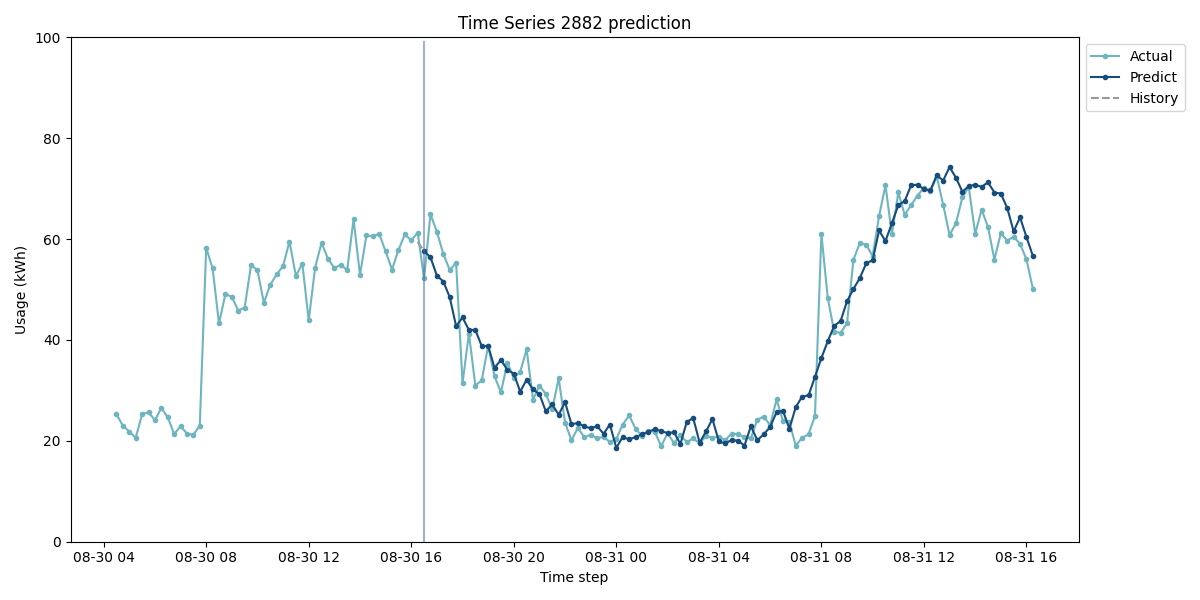 Time Series 2882 prediction
100
80
60
40
20
0
Usage (kWh)
08-30 04
08-30 08
08-30 12
08-30 16
08-30 20
08-31 00
08-31 04
08-31 08
08-31 12
08-31 16
Time step
Actual
Predict
History